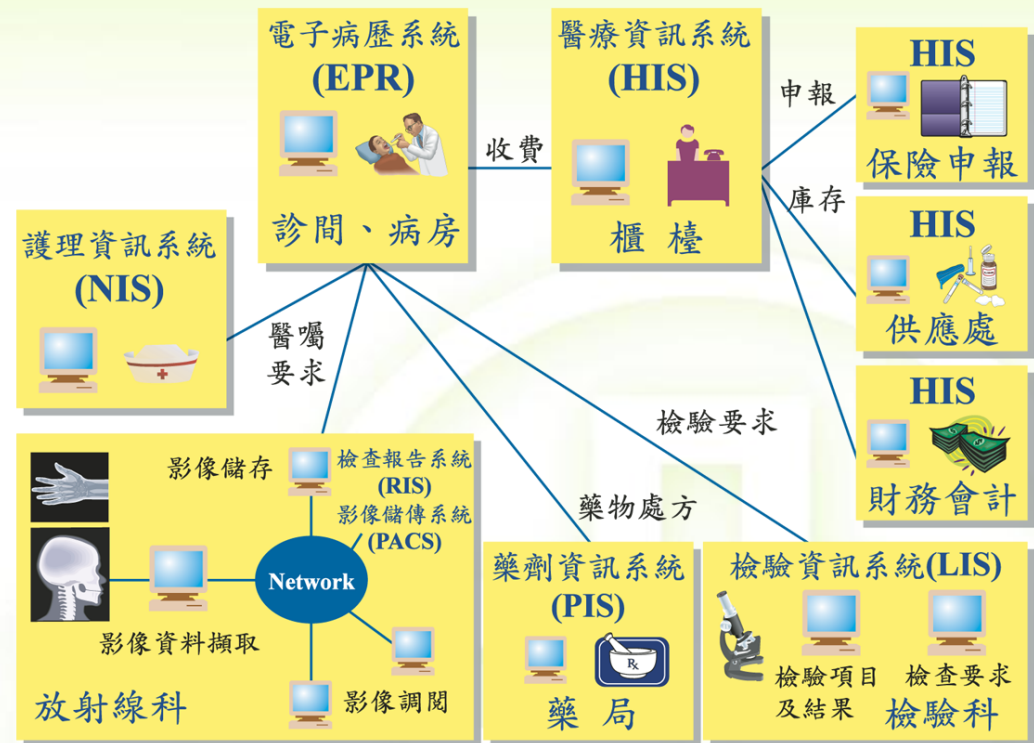 電子病歷系統
(EPR)
診間、病房
收費
醫療資訊系統
(HIS)
櫃檯
申報
庫存
HIS
保險申報
HIS
供應處
HIS
財務會計
護理資訊系統
(NIS)
醫囑
要求
檢驗要求
藥物處方
影像儲存
檢查報告系統
(RIS)
影像儲傳系統
(PACS)
Network
影像資料擷取
影像調閱
放射線科
藥劑資訊系統
(PIS)
Rx
藥局
檢驗資訊系統(LIS)
檢驗項目
及結果
檢查要求
檢驗科